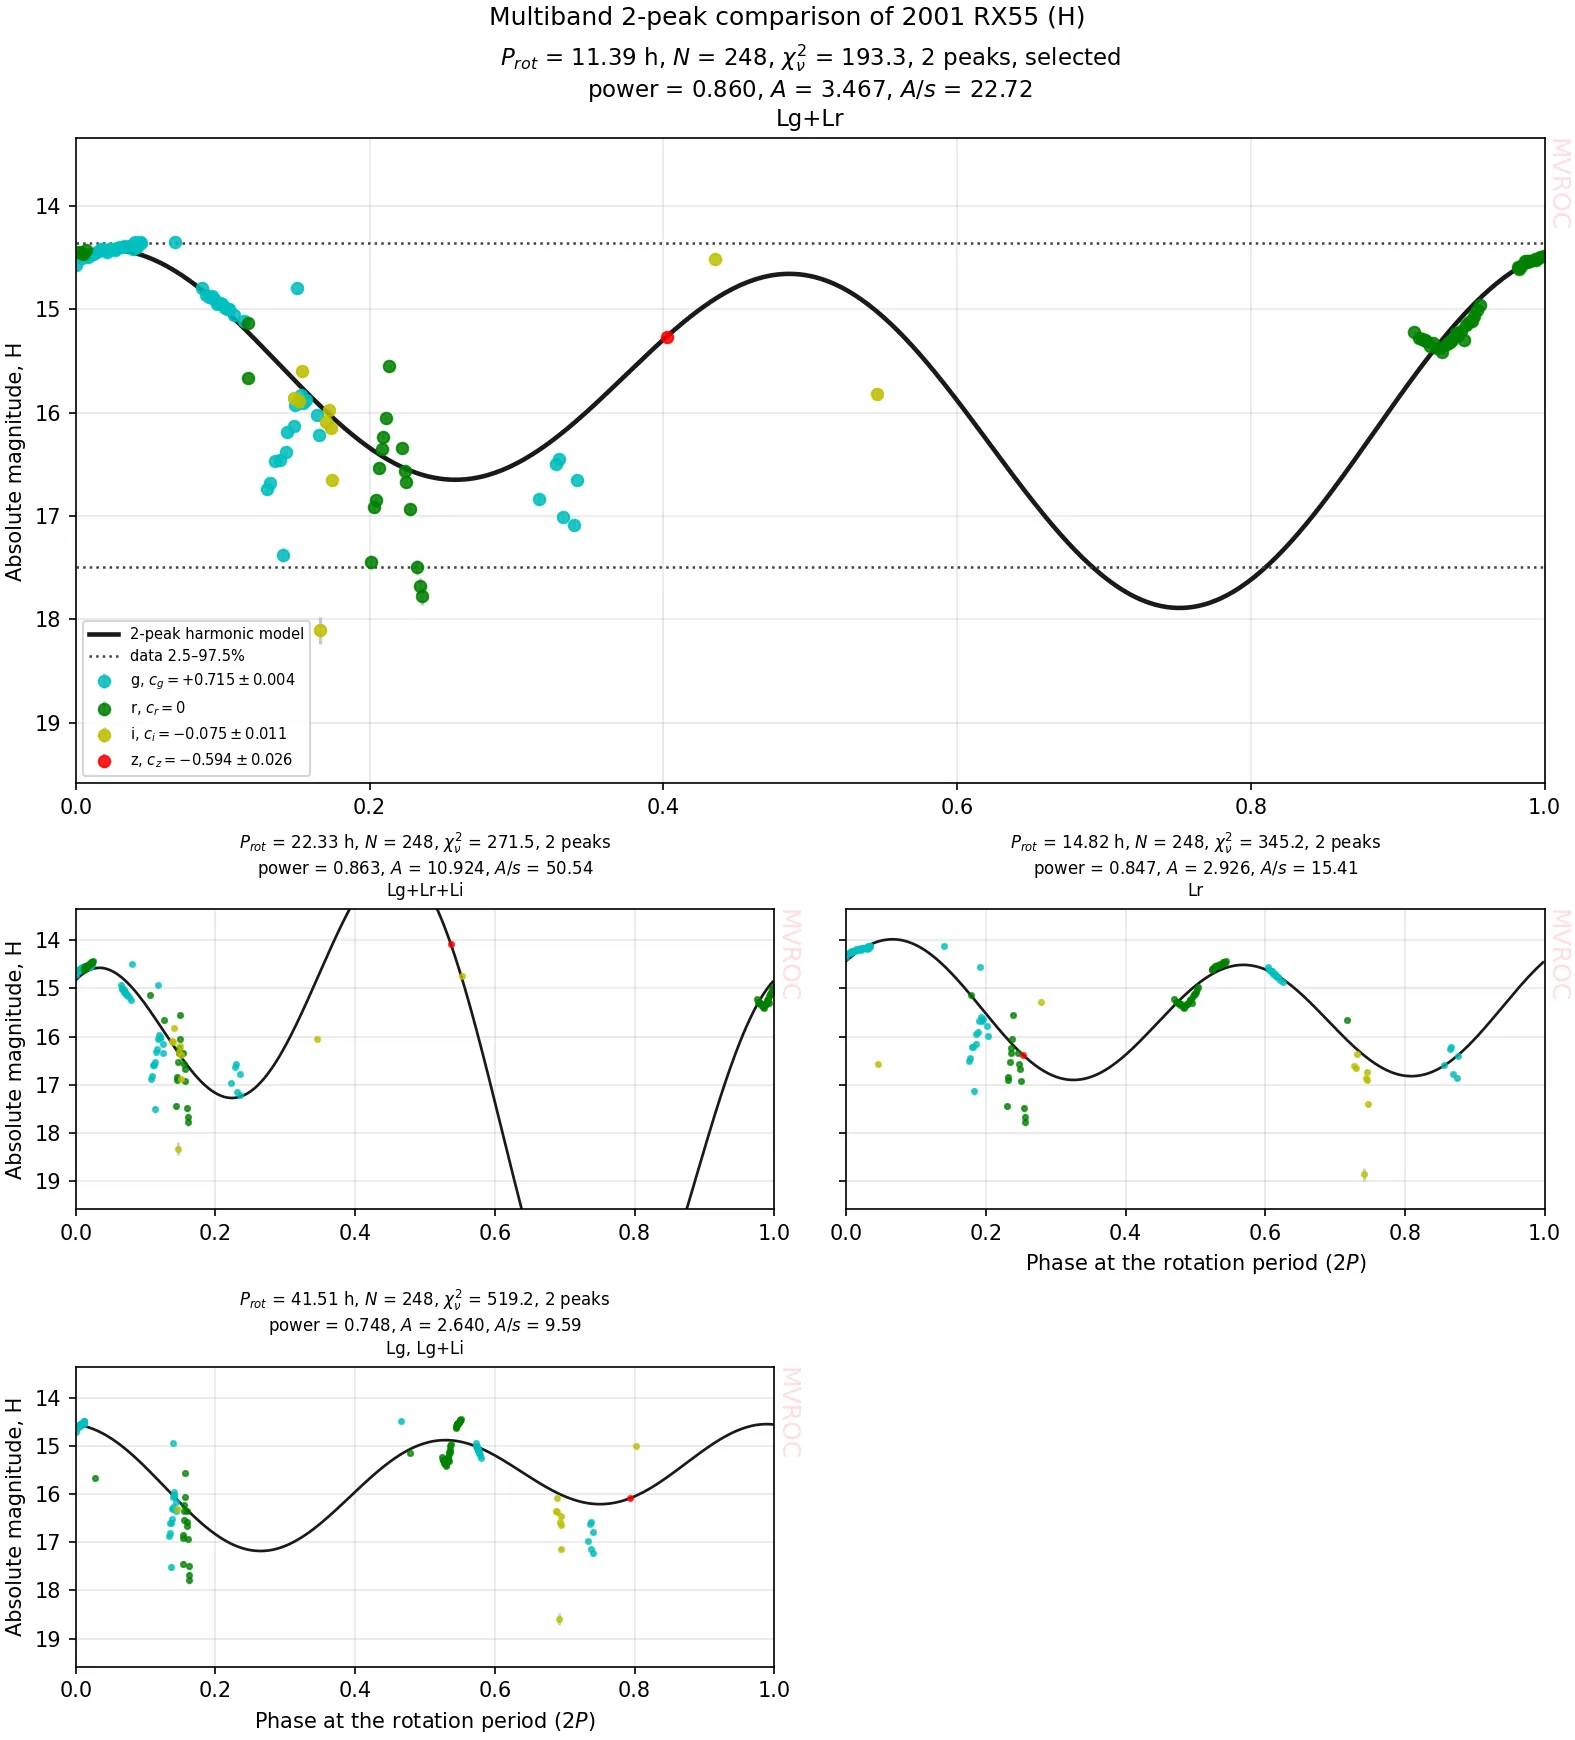 Multiband 2-peak comparison of 2001 RX55 (H)
P_rot = 11.39 h, N = 248, χ²_ν = 193.3, 2 peaks, selected
power = 0.860, A = 3.467, A/s = 22.72
Lg+Lr
MVROC
Absolute magnitude, H
14
15
16
17
18
19
2-peak harmonic model
data 2.5–97.5%
g, c_g = +0.715 ± 0.004
r, c_r = 0
i, c_i = −0.075 ± 0.011
z, c_z = −0.594 ± 0.026
0.0 0.2 0.4 0.6 0.8 1.0
P_rot = 22.33 h, N = 248, χ²_ν = 271.5, 2 peaks
power = 0.863, A = 10.924, A/s = 50.54
Lg+Lr+Li
MVROC
Absolute magnitude, H
14
15
16
17
18
19
0.0 0.2 0.4 0.6 0.8 1.0
P_rot = 14.82 h, N = 248, χ²_ν = 345.2, 2 peaks
power = 0.847, A = 2.926, A/s = 15.41
Lr
MVROC
0.0 0.2 0.4 0.6 0.8 1.0
Phase at the rotation period (2P)
P_rot = 41.51 h, N = 248, χ²_ν = 519.2, 2 peaks
power = 0.748, A = 2.640, A/s = 9.59
Lg, Lg+Li
MVROC
Absolute magnitude, H
14
15
16
17
18
19
0.0 0.2 0.4 0.6 0.8 1.0
Phase at the rotation period (2P)